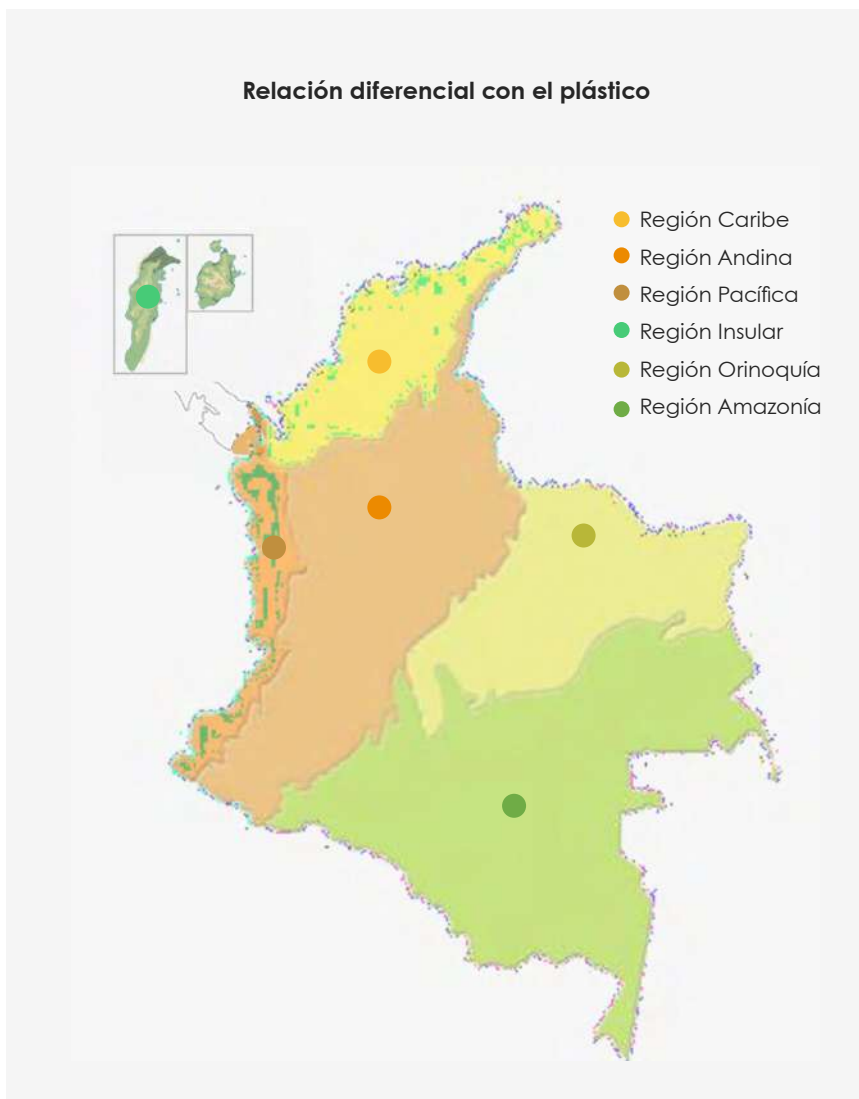 Relación diferencial con el plástico
Región Caribe
Región Andina
Región Pacífica
Región Insular
Región Orinoquía
Región Amazonía